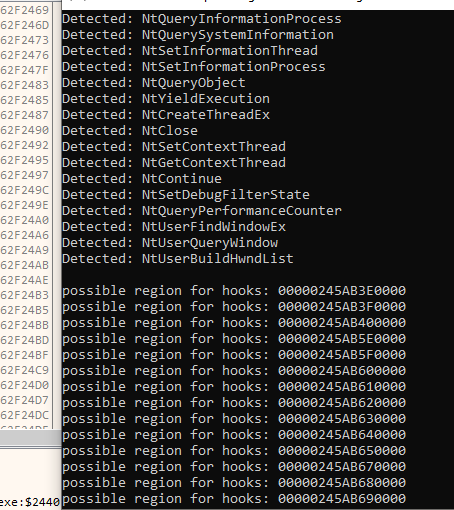 62F2469
62F246D
62F2473
62F2476
62F247F
62F2483
62F2485
62F2487
62F2490
62F2492
62F2495
62F2497
62F249C
62F249E
62F24A0
62F24A6
62F24A9
62F24AB
62F24AE
62F24B3
62F24B5
62F24BB
62F24BD
62F24BF
62F24C9
62F24D0
62F24D7
62F24DC
exe:$2440
Detected: NtQueryInformationProcess
Detected: NtQuerySystemInformation
Detected: NtSetInformationThread
Detected: NtSetInformationProcess
Detected: NtQueryObject
Detected: NtYieldExecution
Detected: NtCreateThreadEx
Detected: NtClose
Detected: NtSetContextThread
Detected: NtGetContextThread
Detected: NtContinue
Detected: NtSetDebugFilterState
Detected: NtQueryPerformanceCounter
Detected: NtUserFindWindowEx
Detected: NtUserQueryWindow
Detected: NtUserBuildHwndList
possible region for hooks: 00000245AB3E0000
possible region for hooks: 00000245AB3F0000
possible region for hooks: 00000245AB400000
possible region for hooks: 00000245AB5E0000
possible region for hooks: 00000245AB5F0000
possible region for hooks: 00000245AB600000
possible region for hooks: 00000245AB610000
possible region for hooks: 00000245AB620000
possible region for hooks: 00000245AB630000
possible region for hooks: 00000245AB640000
possible region for hooks: 00000245AB650000
possible region for hooks: 00000245AB670000
possible region for hooks: 00000245AB680000
possible region for hooks: 00000245AB690000